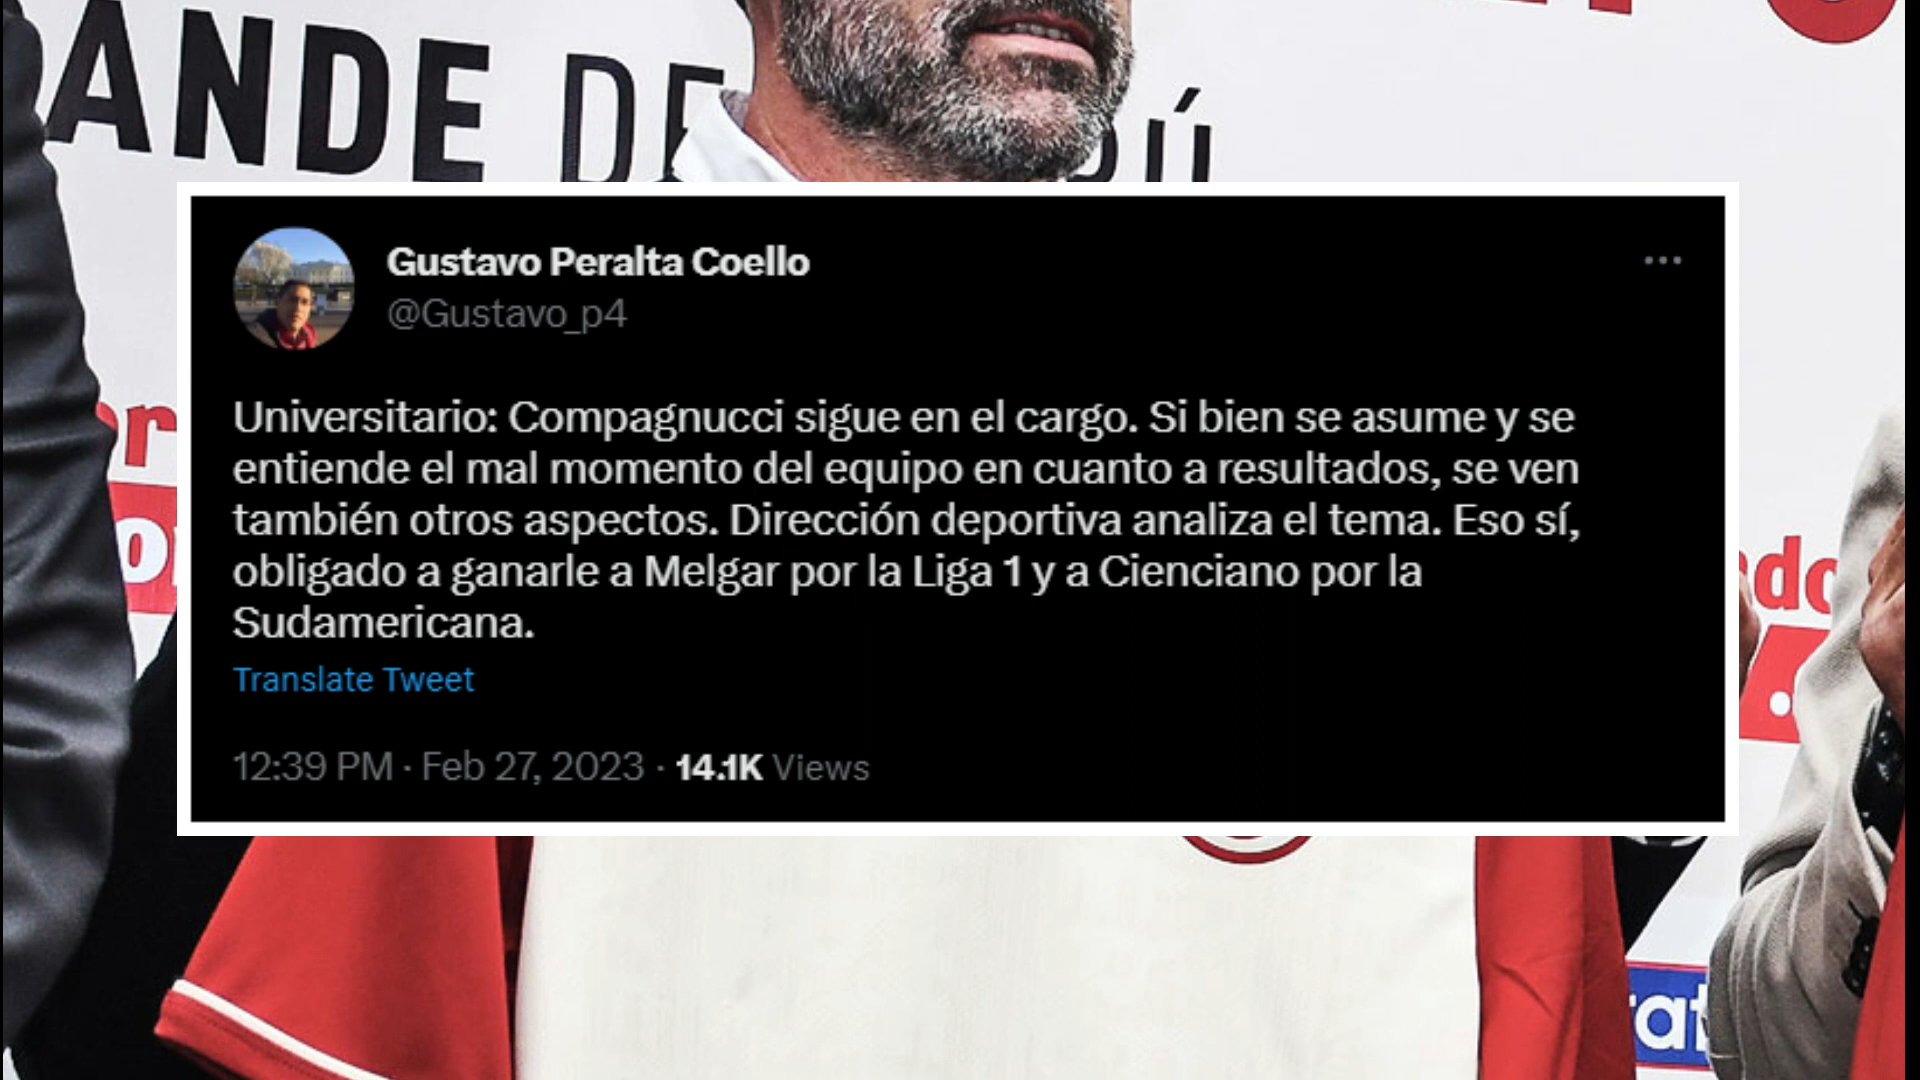 ANDE DE
Gustavo Peralta Coello
@Gustavo_p4
Universitario: Compagnucci sigue en el cargo. Si bien se asume y se
entiende el mal momento del equipo en cuanto a resultados, se ven
también otros aspectos. Dirección deportiva analiza el tema. Eso sí,
obligado a ganarle a Melgar por la Liga 1 y a Cienciano por la
Sudamericana.
Translate Tweet
12:39 PM · Feb 27, 2023 · 14.1K Views